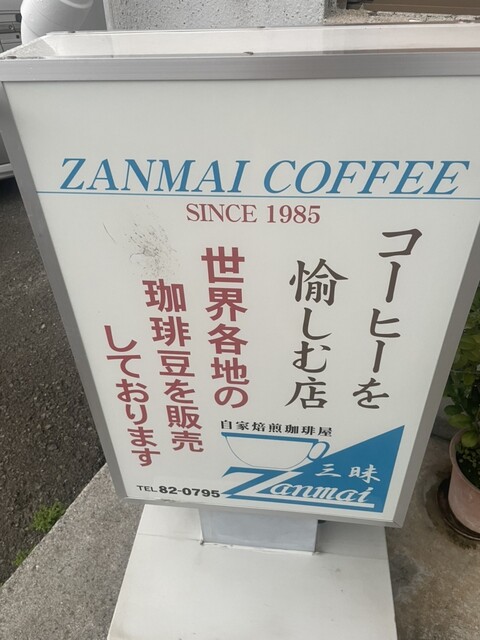 ZANMAI COFFEE
SINCE 1985
コーヒーを
愉しむ店
世界各地の
珈琲豆を販売
しております
自家焙煎珈琲屋
三昧
Zanmai
TEL 82-0795